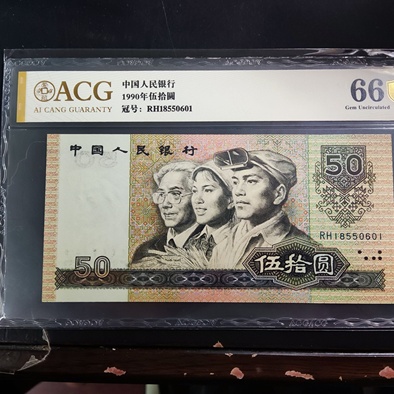 ACG
AI CANG GUARANTY
中国人民银行
1990年伍拾圆
冠号: RH18550601
66
Gem Uncirculated
中国人民银行
50
RH18550601
50
伍拾圆